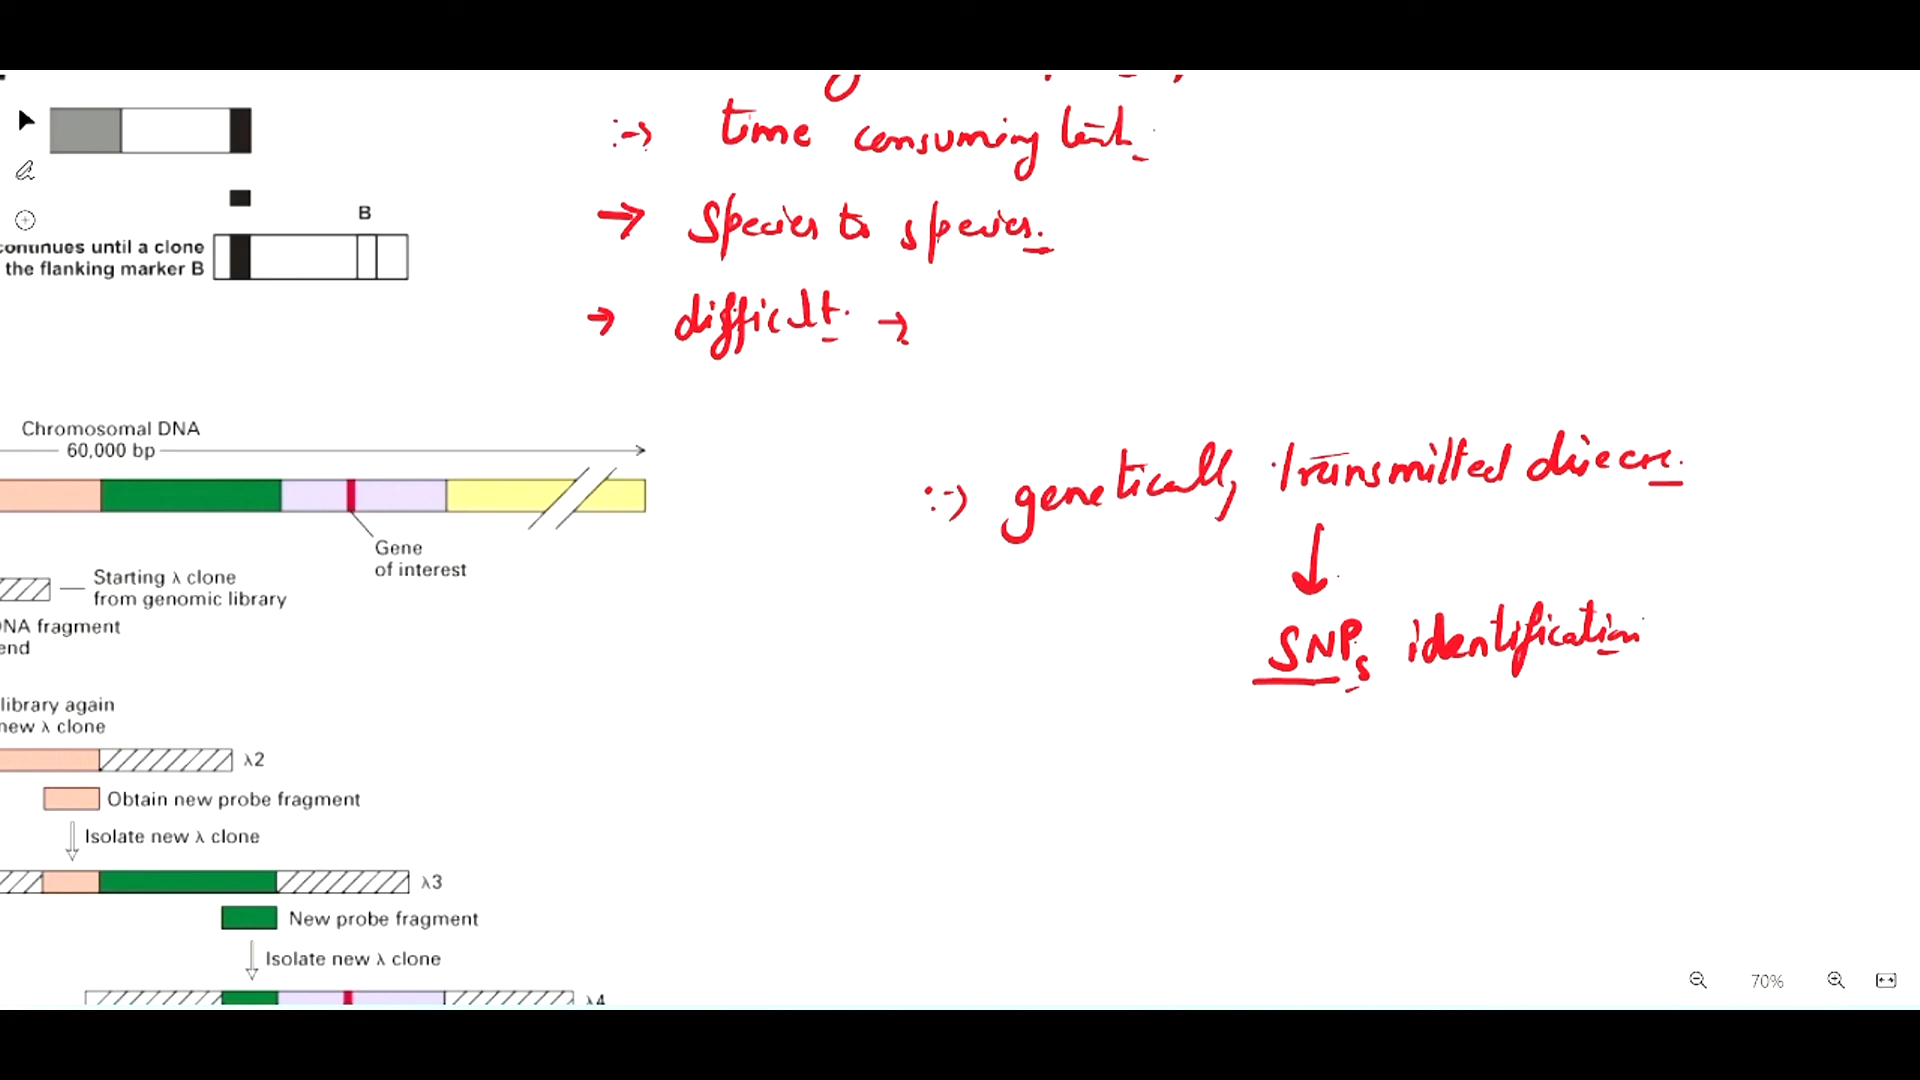 :→ time consuming
→ Species to species.
→ difficult. →
B
continues until a clone
the flanking marker B
Chromosomal DNA
60,000 bp
Gene
of interest
:→ genetically transmitted disease.
↓
SNPs identification
Starting λ clone
from genomic library
DNA fragment
end
library again
new λ clone
λ2
Obtain new probe fragment
Isolate new λ clone
λ3
New probe fragment
Isolate new λ clone
λ4
70%